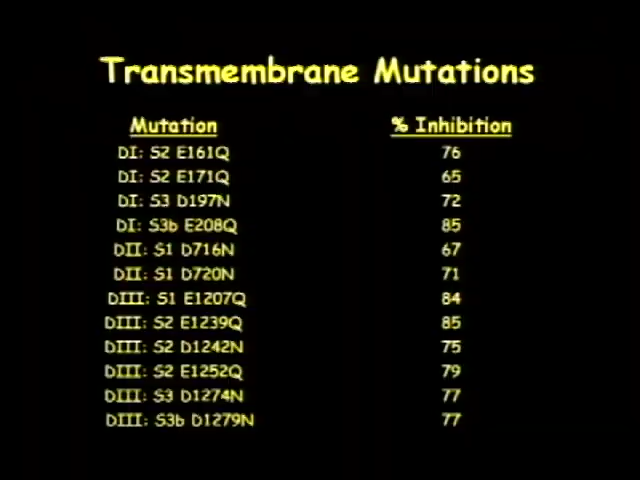 Transmembrane Mutations
Mutation % Inhibition
DI: S2 E161Q 76
DI: S2 E171Q 65
DI: S3 D197N 72
DI: S3b E208Q 85
DII: S1 D716N 67
DII: S1 D720N 71
DIII: S1 E1207Q 84
DIII: S2 E1239Q 85
DIII: S2 D1242N 75
DIII: S2 E1252Q 79
DIII: S3 D1274N 77
DIII: S3b D1279N 77